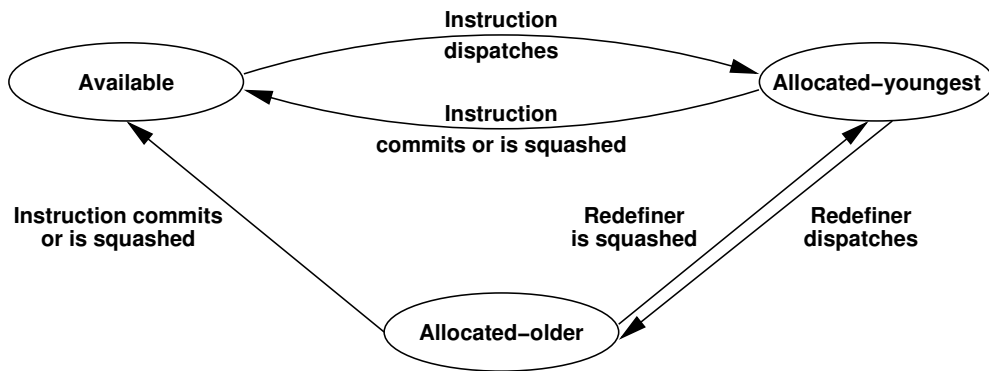 Instruction
dispatches
Available
Allocated−youngest
Instruction
commits or is squashed
Instruction commits
or is squashed
Redefiner
is squashed
Redefiner
dispatches
Allocated−older